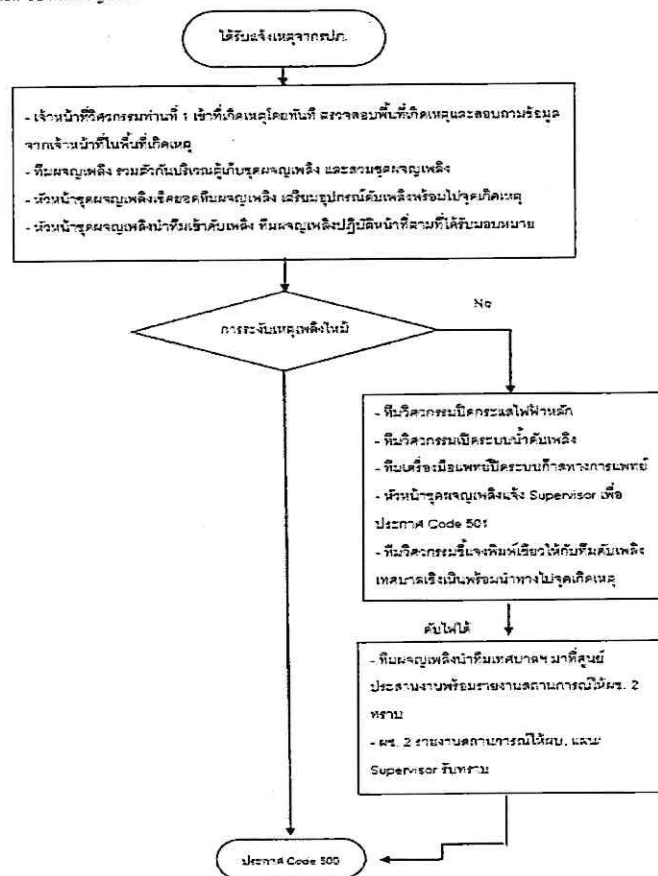 ได้รับแจ้งเหตุจากรปภ.
- เจ้าหน้าที่วิศวกรรมท่านที่ 1 เข้าที่เกิดเหตุโดยทันที ตรวจสอบพื้นที่เกิดเหตุและสอบถามข้อมูล
จากเจ้าหน้าที่ในพื้นที่เกิดเหตุ
- ทีมผจญเพลิง รวมตัวกันบริเวณตู้เก็บชุดผจญเพลิง และสวมชุดผจญเพลิง
- หัวหน้าชุดผจญเพลิงเช็คยอดทีมผจญเพลิง เตรียมอุปกรณ์ดับเพลิงพร้อมไปจุดเกิดเหตุ
- หัวหน้าชุดผจญเพลิงนำทีมเข้าดับเพลิง ทีมผจญเพลิงปฏิบัติหน้าที่ตามที่ได้รับมอบหมาย
No
การระงับเหตุเพลิงไหม้
- ทีมวิศวกรรมปิดกระแสไฟฟ้าหลัก
- ทีมวิศวกรรมเปิดระบบน้ำดับเพลิง
- ทีมเครื่องมือแพทย์ปิดระบบก๊าสทางการแพทย์
- หัวหน้าชุดผจญเพลิงแจ้ง Supervisor เพื่อ
ประกาศ Code 501
- ทีมวิศวกรรมชี้แจงพิมพ์เขียวให้กับทีมดับเพลิง
เทศบาลเชิงเนินพร้อมนำทางไปจุดเกิดเหตุ
ดับไฟได้
- ทีมผจญเพลิงนำทีมเทศบาลฯ มาที่ศูนย์
ประสานงานพร้อมรายงานสถานการณ์ให้ผช. 2
ทราบ
- ผช. 2 รายงานสถานการณ์ให้ผบ.
Supervisor รับทราบ
ประกาศ Code